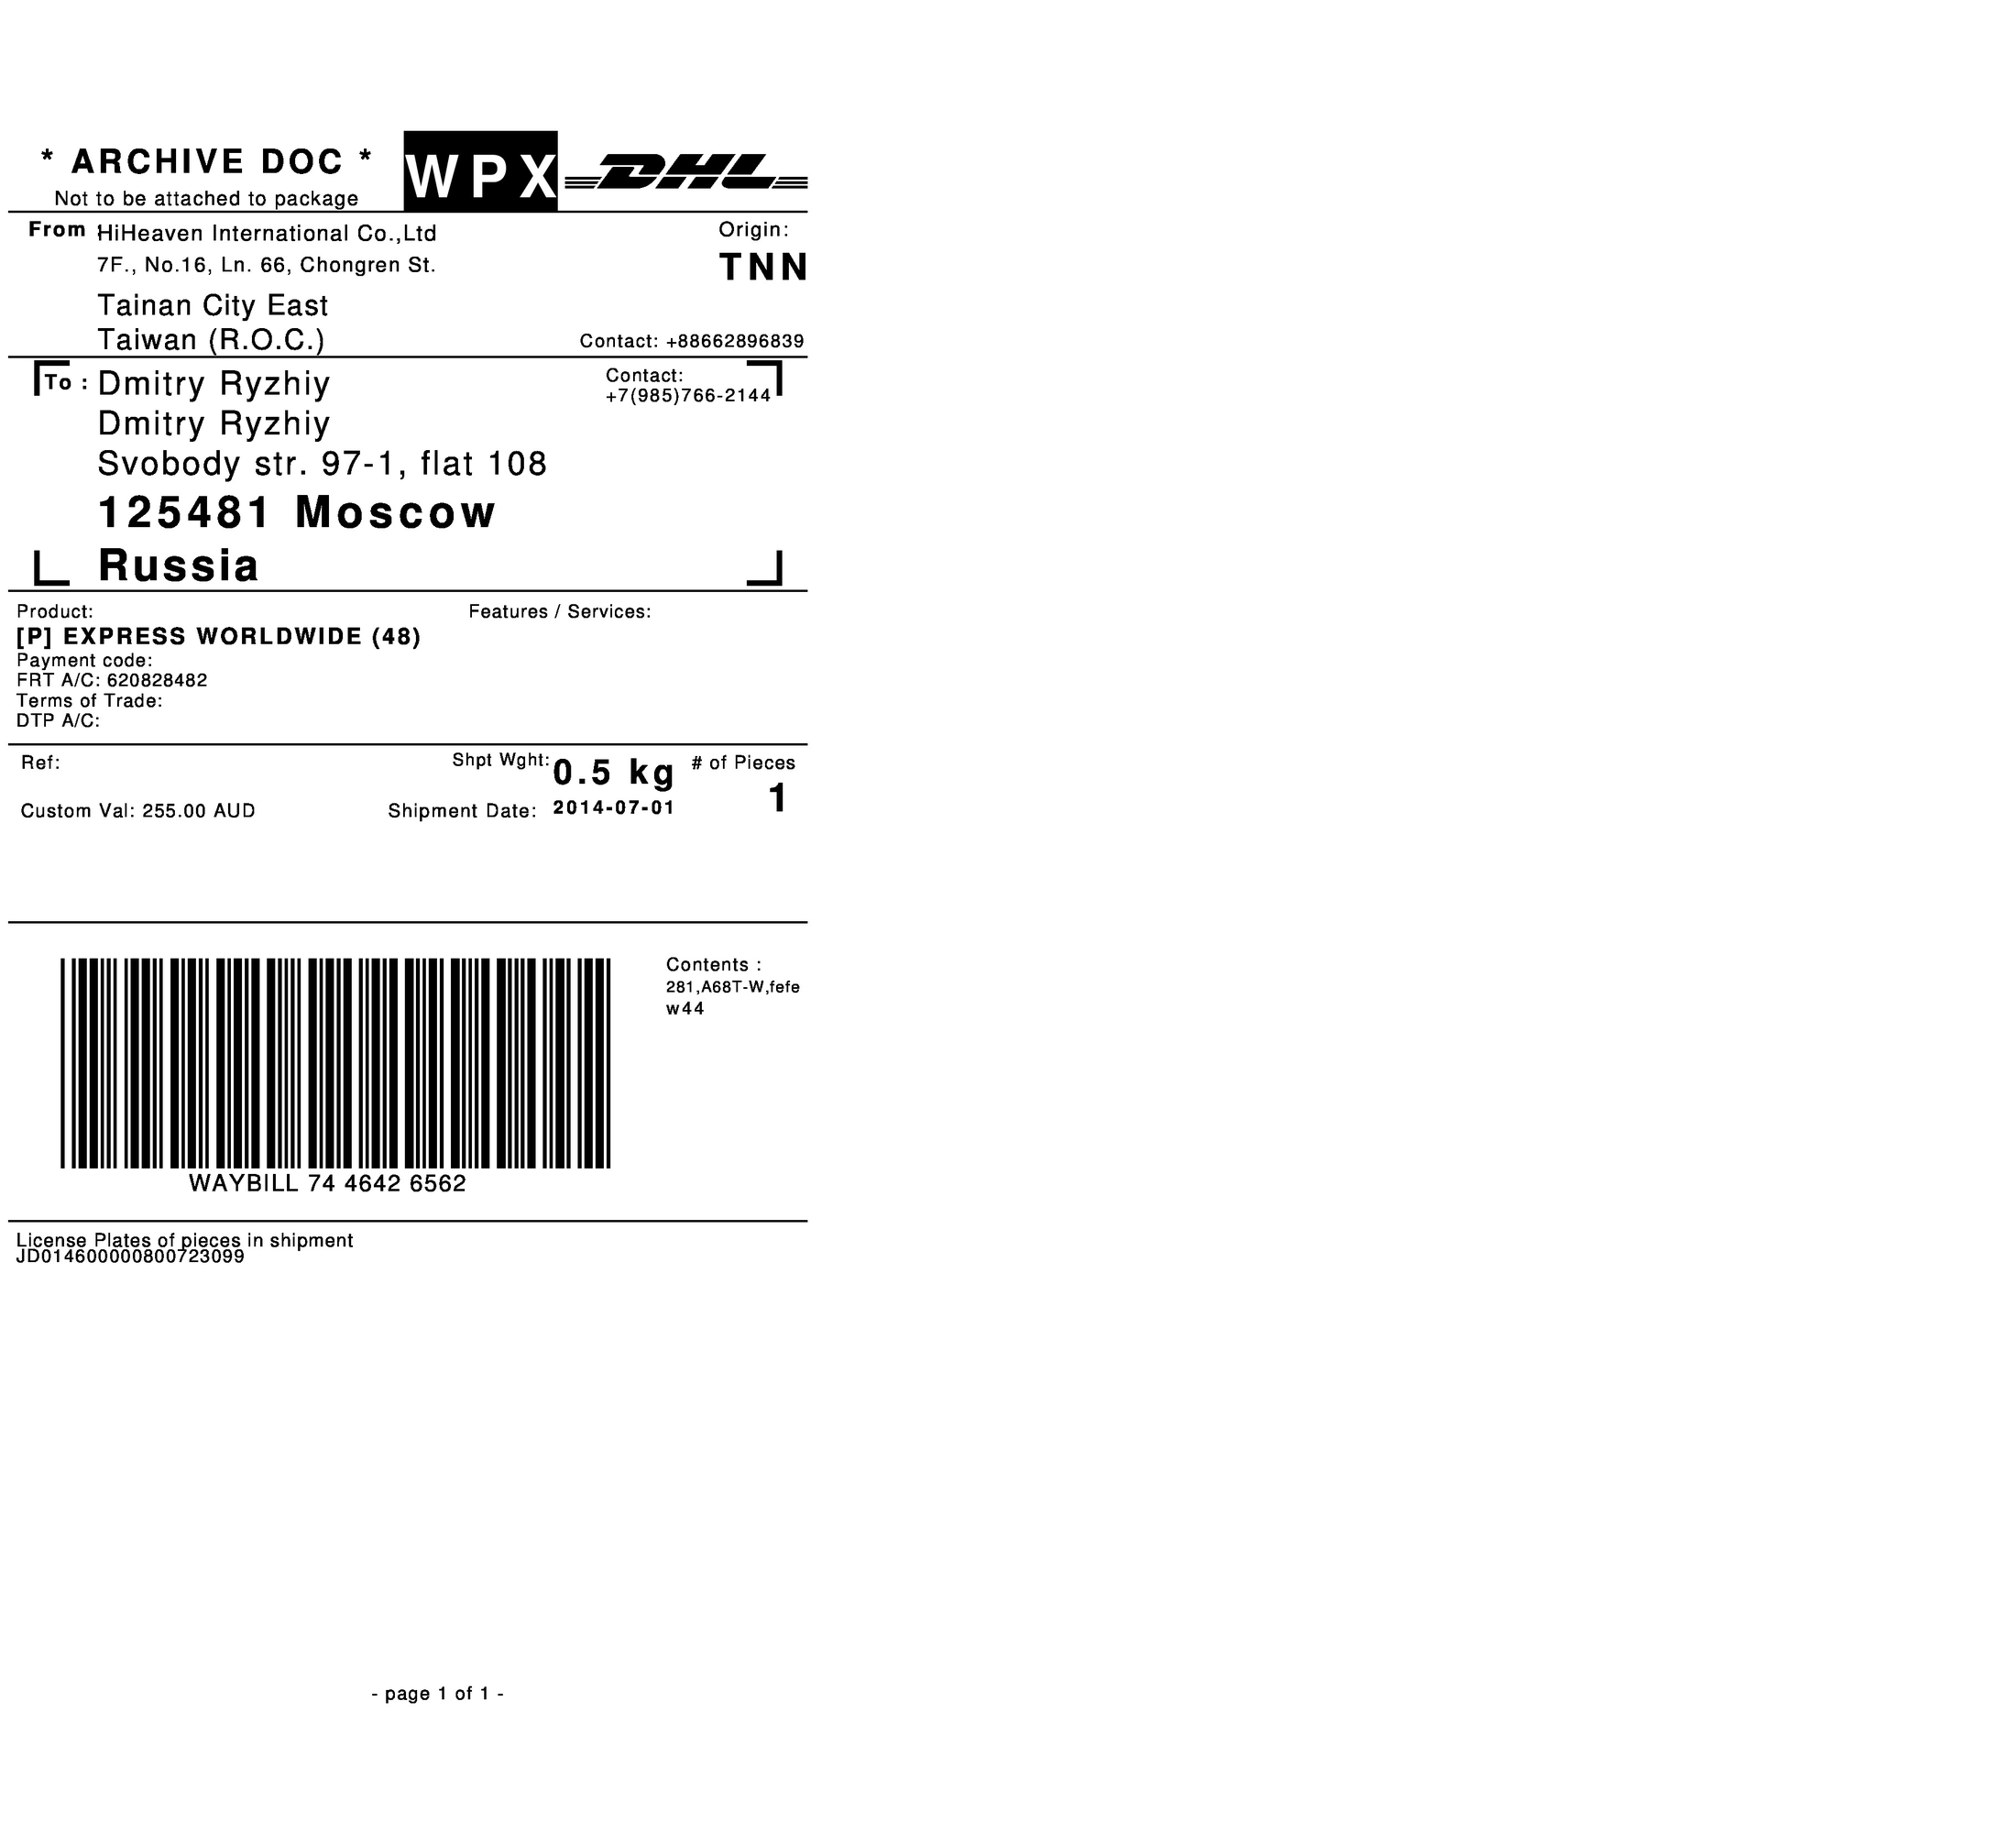 * ARCHIVE DOC *
Not to be attached to package
WPX
DHL
From : HiHeaven International Co.,Ltd
7F., No.16, Ln. 66, Chongren St.
Tainan City East
Taiwan (R.O.C.)
Origin:
TNN
Contact: +88662896839
To : Dmitry Ryzhiy
Dmitry Ryzhiy
Svobody str. 97-1, flat 108
125481 Moscow
Russia
Contact:
+7(985)766-2144
Product:
[P] EXPRESS WORLDWIDE (48)
Payment code:
FRT A/C: 620828482
Terms of Trade:
DTP A/C:
Features / Services:
Ref:
Shpt Wght: 0.5 kg
# of Pieces
1
Custom Val: 255.00 AUD
Shipment Date: 2014-07-01
WAYBILL 74 4642 6562
Contents :
281,A68T-W,fefe
w44
License Plates of pieces in shipment
JD014600000800723099
- page 1 of 1 -